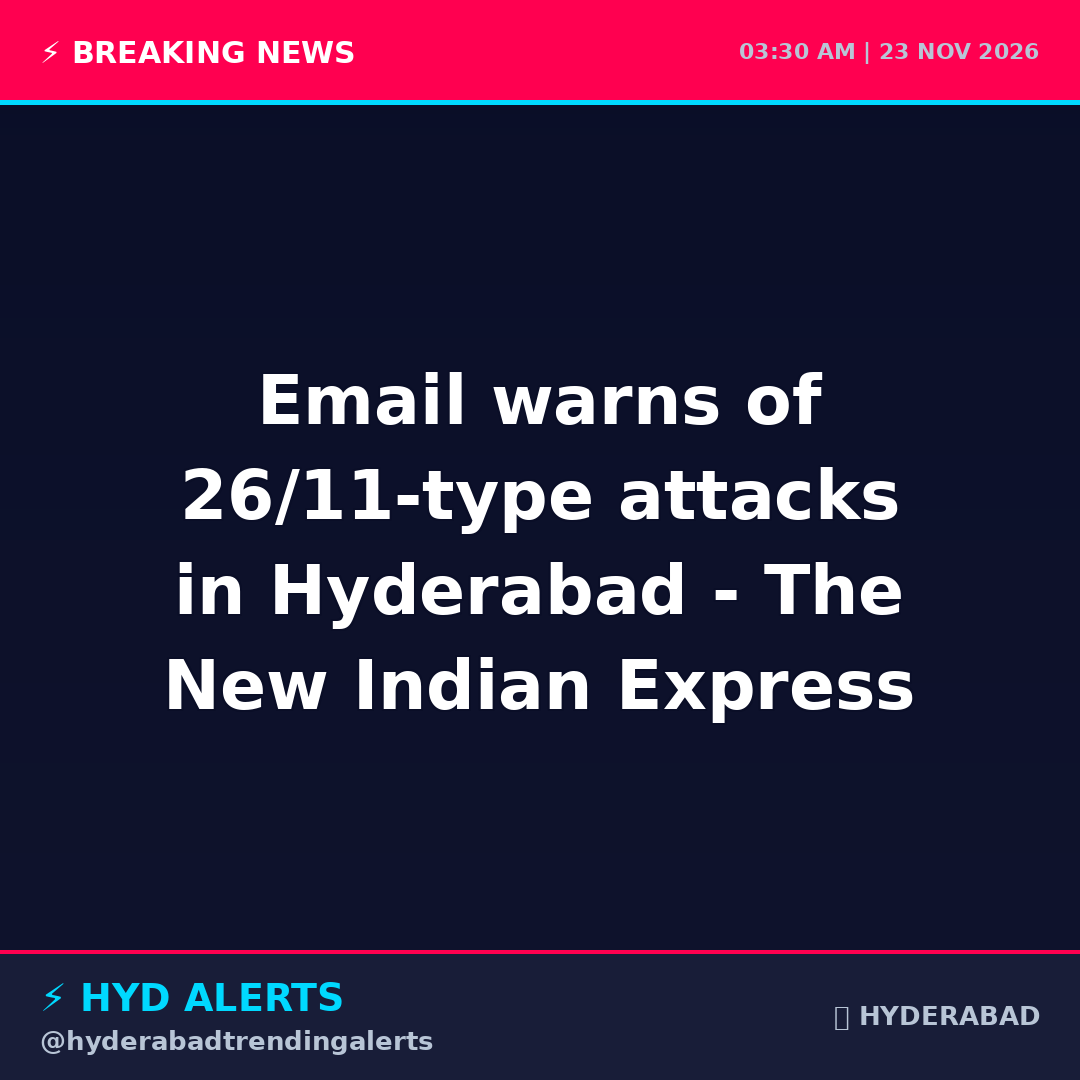 ⚡ BREAKING NEWS
03:30 AM | 23 NOV 2026
Email warns of
26/11-type attacks
in Hyderabad - The
New Indian Express
⚡ HYD ALERTS
@hyderabadtrendingalerts
HYDERABAD